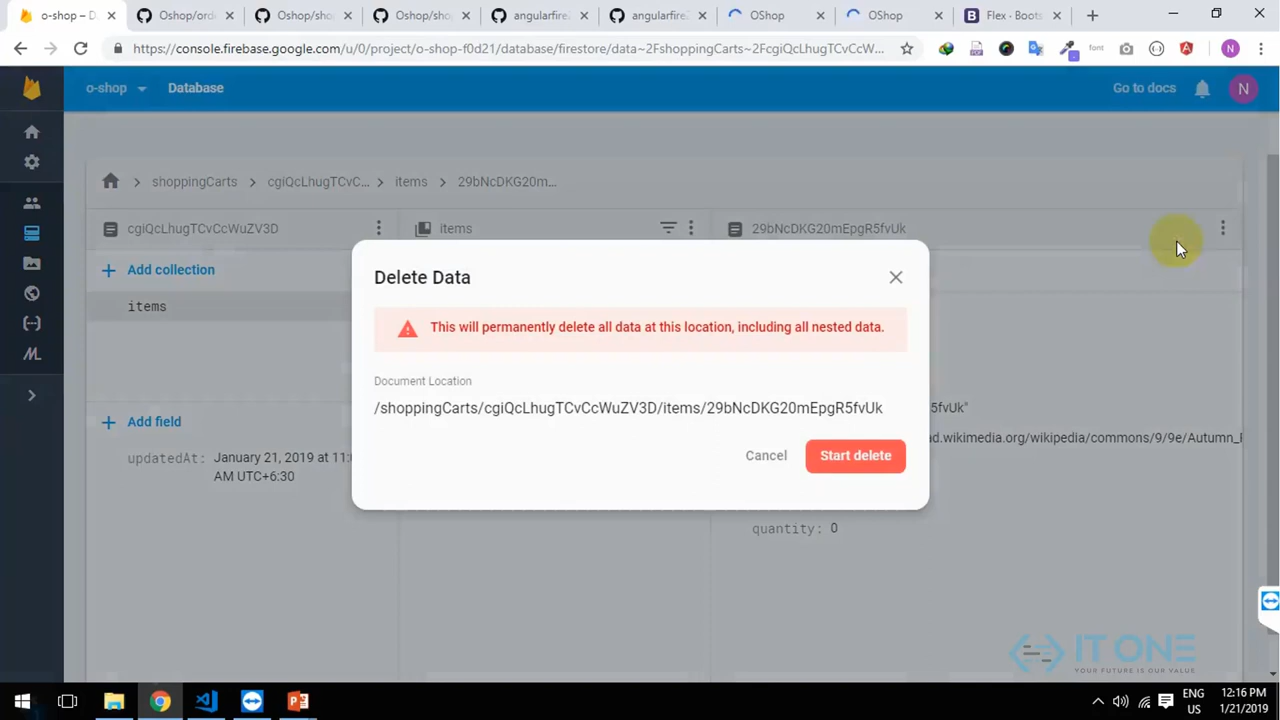 o-shop – D
Oshop/ord
Oshop/sho
Oshop/sho
angularfire2
angularfire2
OShop
OShop
Flex · Boots
https://console.firebase.google.com/u/0/project/o-shop-f0d21/database/firestore/data~2FshoppingCarts~2FcgiQcLhugTCvCcW...
font
N
o-shop
Database
Go to docs
N
shoppingCarts
cgiQcLhugTCvC...
items
29bNcDKG20m...
cgiQcLhugTCvCcWuZV3D
items
29bNcDKG20mEpgR5fvUk
Add collection
items
Delete Data
This will permanently delete all data at this location, including all nested data.
Document Location
/shoppingCarts/cgiQcLhugTCvCcWuZV3D/items/29bNcDKG20mEpgR5fvUk
5fvUk"
ad.wikimedia.org/wikipedia/commons/9/9e/Autumn_
Add field
Cancel
Start delete
updatedAt: January 21, 2019 at 11:0
AM UTC+6:30
quantity: 0
IT ONE
YOUR FUTURE IS OUR VALUE
ENG
US
12:16 PM
1/21/2019